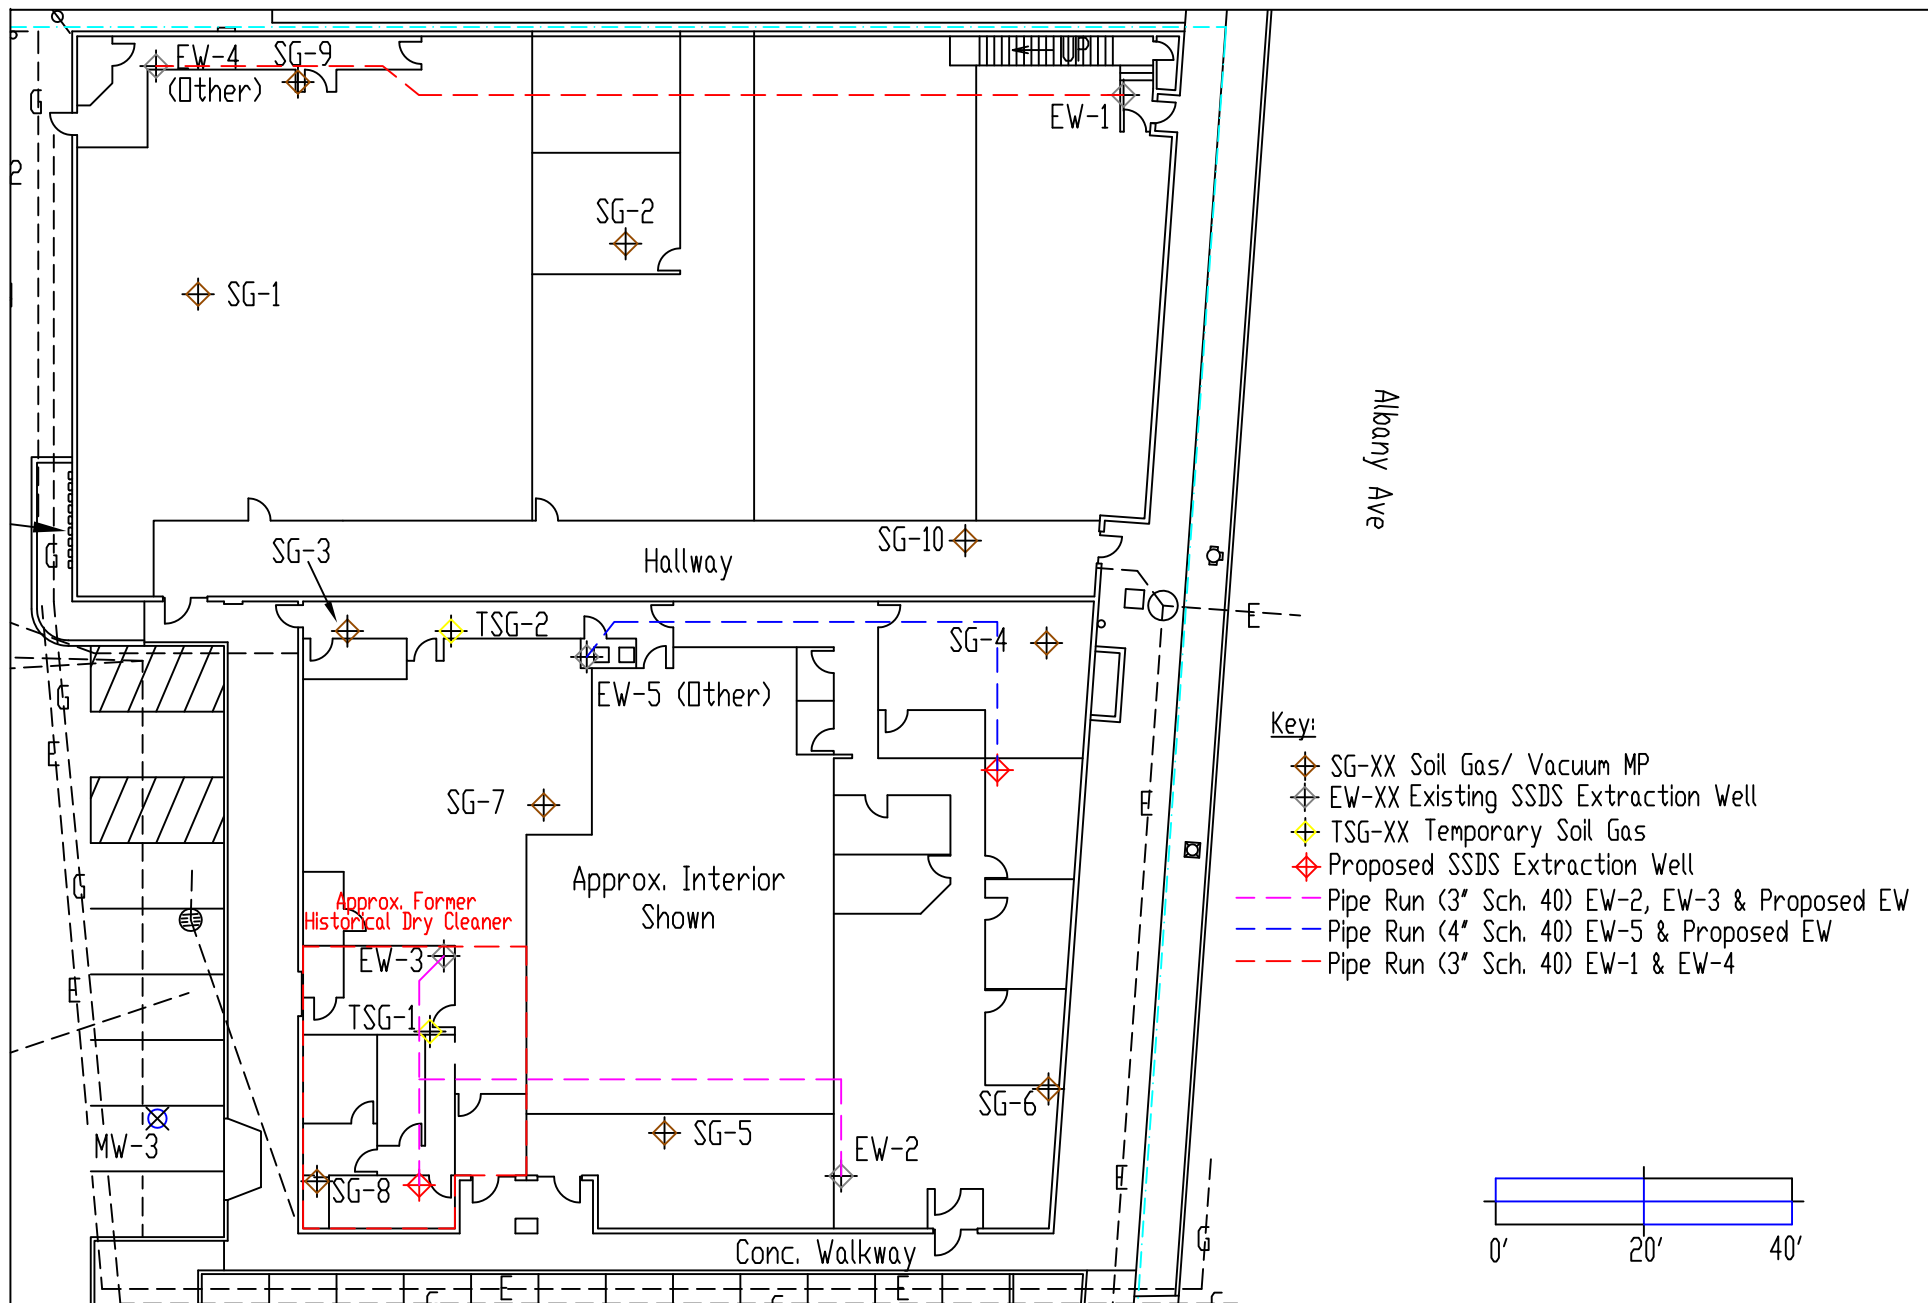 EW-4
(Other)
SG-9
UP
EW-1
G
2
SG-2
SG-1
Albany Ave
SG-10
Hallway
SG-3
G
TSG-2
SG-4
E
EW-5 (Other)
G
E
Key:
SG-XX Soil Gas/ Vacuum MP
EW-XX Existing SSDS Extraction Well
TSG-XX Temporary Soil Gas
Proposed SSDS Extraction Well
Pipe Run (3" Sch. 40) EW-2, EW-3 & Proposed EW
Pipe Run (4" Sch. 40) EW-5 & Proposed EW
Pipe Run (3" Sch. 40) EW-1 & EW-4
SG-7
E
Approx. Interior
Shown
G
Approx. Former
Historical Dry Cleaner
EW-3
E
TSG-1
SG-6
MW-3
SG-5
EW-2
E
SG-8
G
Conc. Walkway
0'
20'
40'
E
E